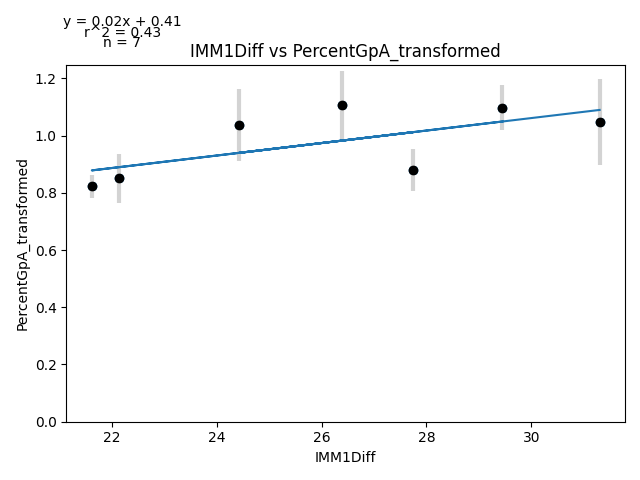 y = 0.02x + 0.41
r^2 = 0.43
n = 7
IMM1Diff vs PercentGpA_transformed
1.2
1.0
0.8
0.6
0.4
0.2
0.0
PercentGpA_transformed
22 24 26 28 30
IMM1Diff